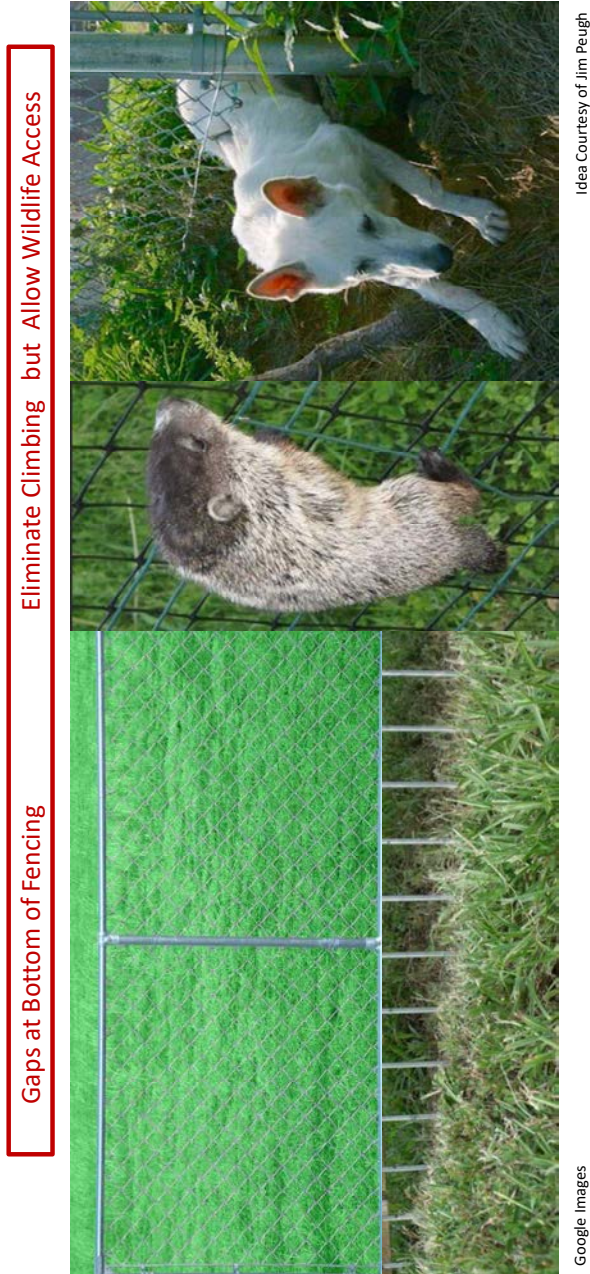 Gaps at Bottom of Fencing Eliminate Climbing but Allow Wildlife Access
Google Images
Idea Courtesy of Jim Peugh